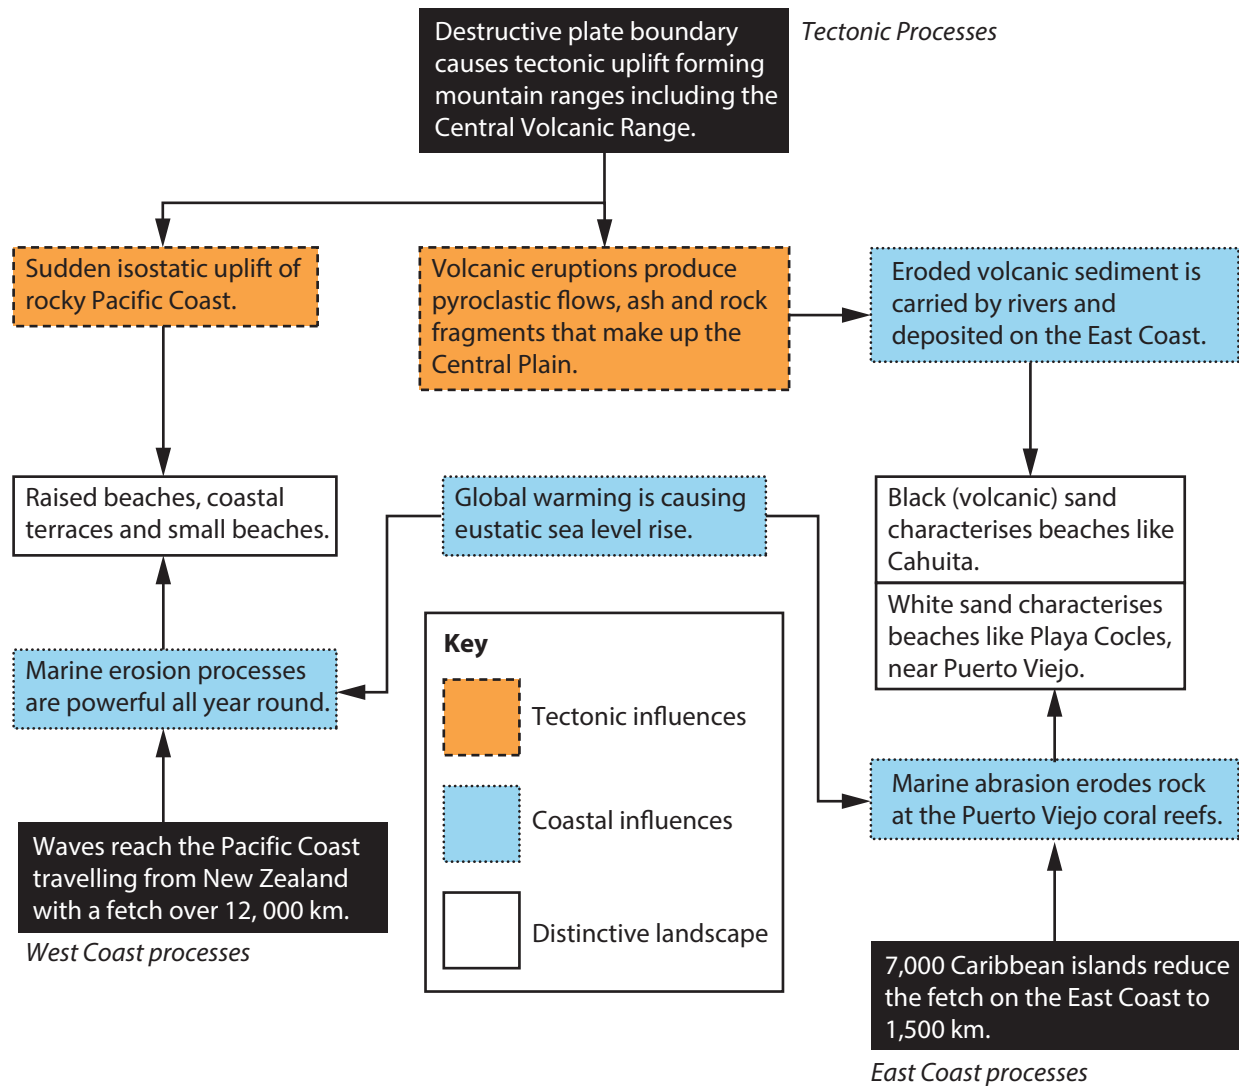 Destructive plate boundary
causes tectonic uplift forming
mountain ranges including the
Central Volcanic Range.
Tectonic Processes
Sudden isostatic uplift of
rocky Pacific Coast.
Volcanic eruptions produce
pyroclastic flows, ash and rock
fragments that make up the
Central Plain.
Eroded volcanic sediment is
carried by rivers and
deposited on the East Coast.
Raised beaches, coastal
terraces and small beaches.
Global warming is causing
eustatic sea level rise.
Black (volcanic) sand
characterises beaches like
Cahuita.
White sand characterises
beaches like Playa Cocles,
near Puerto Viejo.
Marine erosion processes
are powerful all year round.
Key
Tectonic influences
Coastal influences
Distinctive landscape
Marine abrasion erodes rock
at the Puerto Viejo coral reefs.
Waves reach the Pacific Coast
travelling from New Zealand
with a fetch over 12, 000 km.
West Coast processes
7,000 Caribbean islands reduce
the fetch on the East Coast to
1,500 km.
East Coast processes